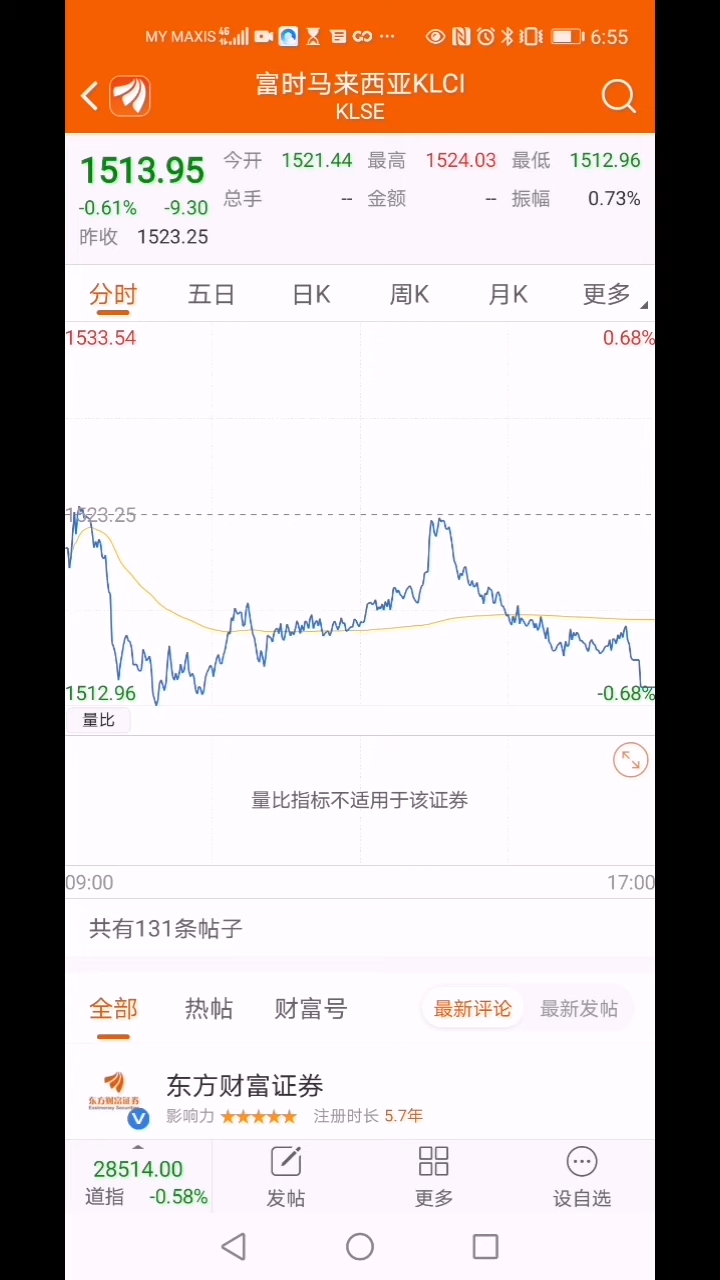 MY MAXIS 4G 6:55
富时马来西亚KLCI
KLSE
1513.95 今开 1521.44 最高 1524.03 最低 1512.96
-0.61% -9.30 总手 -- 金额 -- 振幅 0.73%
昨收 1523.25
分时 五日 日K 周K 月K 更多
1533.54 0.68%
1523.25
1512.96 -0.68%
量比
量比指标不适用于该证券
09:00 17:00
共有131条帖子
全部 热帖 财富号 最新评论 最新发帖
东方财富证券
东方财富证券
影响力 注册时长 5.7年
28514.00
道指 -0.58% 发帖 更多 设自选